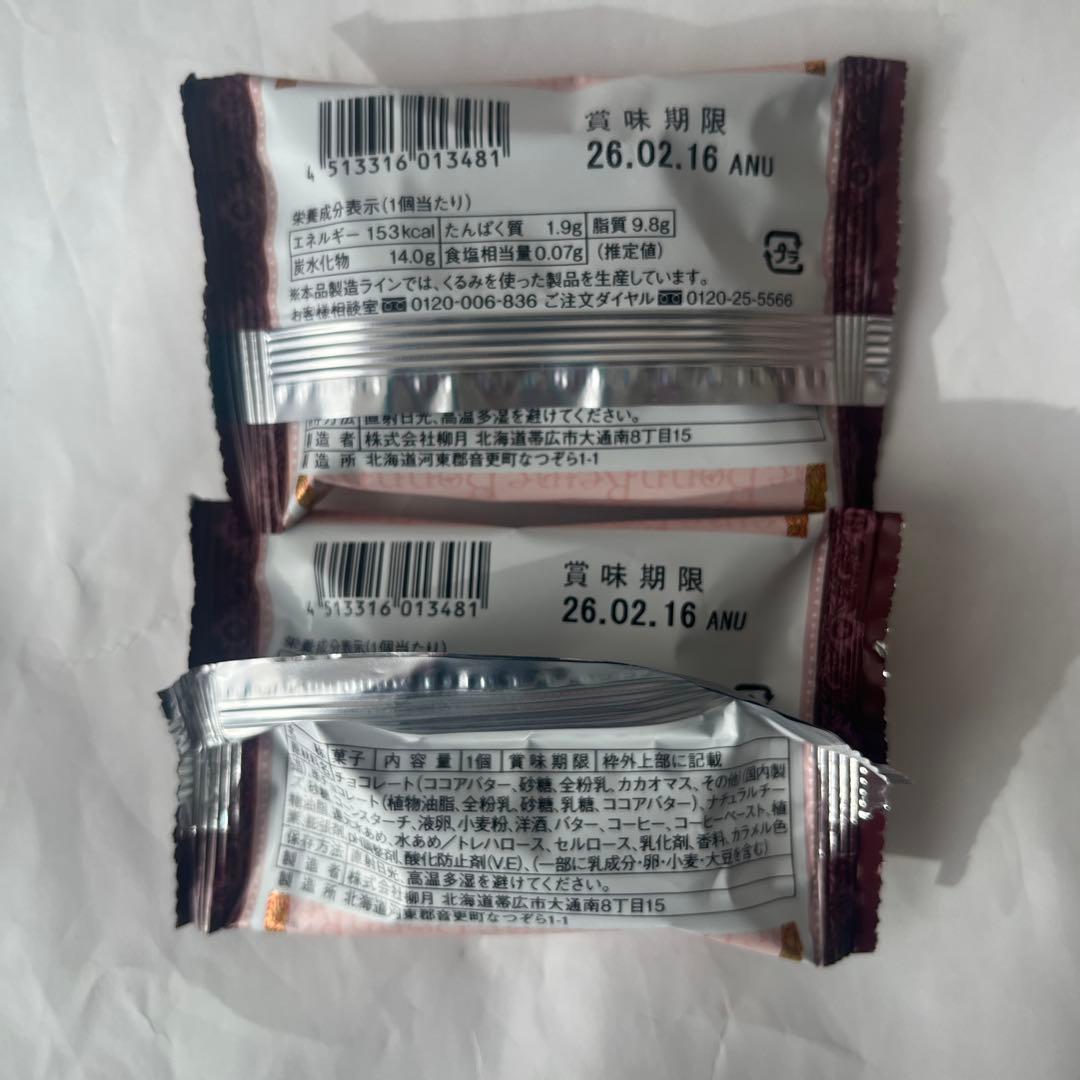 4 513316 013481
賞味期限
26.02.16 ANU
栄養成分表示(1個当たり)
エネルギー 153kcal たんぱく質 1.9g 脂質 9.8g
炭水化物 14.0g 食塩相当量 0.07g (推定値)
プラ
※本品製造ラインでは、くるみを使った製品を生産しています。
お客様相談室 0120-006-836 ご注文ダイヤル 0120-25-5566
方法 直射日光、高温多湿を避けてください。
造者 株式会社柳月 北海道帯広市大通南8丁目15
造所 北海道河東郡音更町なつぞら1-1
4 513316 013481
賞味期限
26.02.16 ANU
栄養成分表示(1個当たり)
菓子 内容量 1個 賞味期限 枠外上部に記載
チョコレート(ココアバター、砂糖、全粉乳、カカオマス、その他)(国内製
コレート(植物油脂、全粉乳、砂糖、乳糖、ココアバター)、ナチュラルチー
コーンスターチ、液卵、小麦粉、洋酒、バター、コーヒー、コーヒーペースト、植
水あめ/トレハロース、セルロース、乳化剤、香料、カラメル色
酸化防止剤(V.E)、(一部に乳成分・卵・小麦・大豆を含む)
保存方法 直射日光、高温多湿を避けてください。
製造者 株式会社柳月 北海道帯広市大通南8丁目15
製造所 北海道河東郡音更町なつぞら1-1